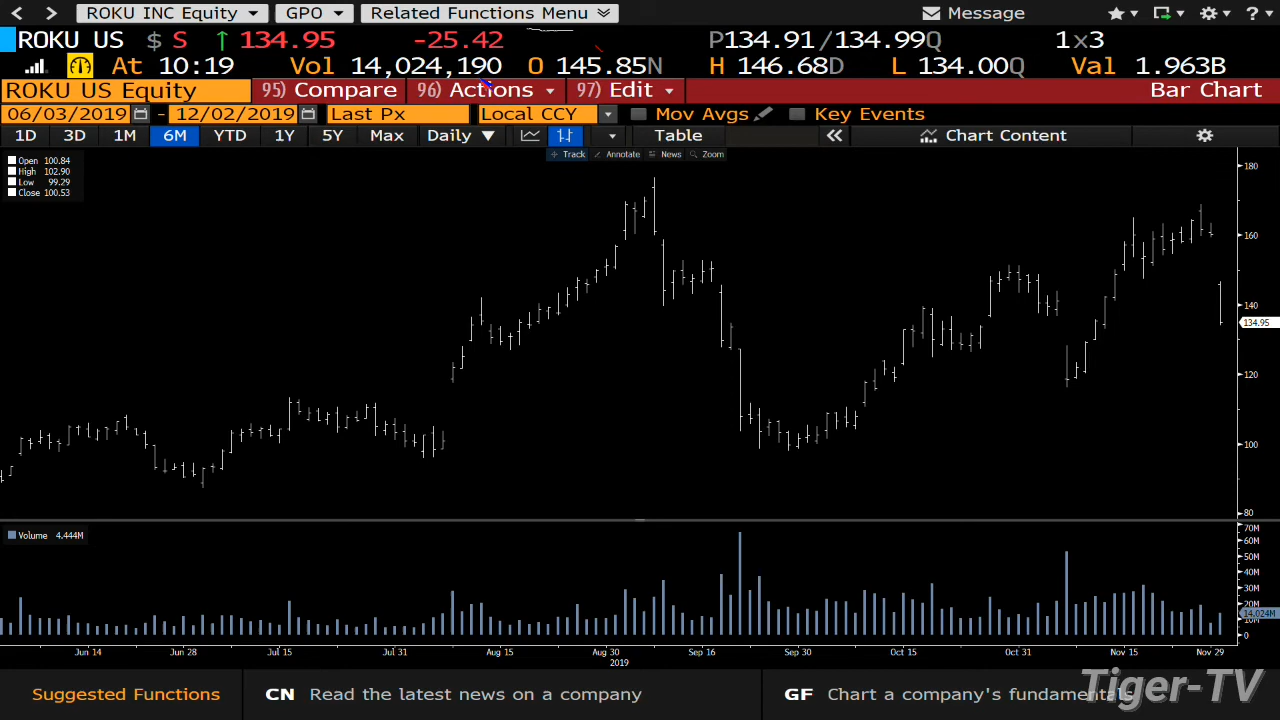 ROKU INC Equity GPO Related Functions Menu Message
ROKU US $ S ↑ 134.95 -25.42 P134.91/134.99Q 1x3
At 10:19 Vol 14,024,190 O 145.85N H 146.68D L 134.00Q Val 1.963B
ROKU US Equity 95) Compare 96) Actions 97) Edit Bar Chart
06/03/2019 - 12/02/2019 Last Px Local CCY Mov Avgs Key Events
1D 3D 1M 6M YTD 1Y 5Y Max Daily ▼ Table « Chart Content
Track Annotate News Zoom
Open 100.84
High 102.90
Low 99.29
Close 100.53
180
160
140
134.95
120
100
80
Volume 4.444M
70M
60M
50M
40M
30M
20M
14.024M
10M
0
Jun 14 Jun 28 Jul 15 Jul 31 Aug 15 Aug 30 Sep 16 Sep 30 Oct 15 Oct 31 Nov 15 Nov 29
2019
Suggested Functions CN Read the latest news on a company GF Chart a company's fundamentals
Tiger-TV